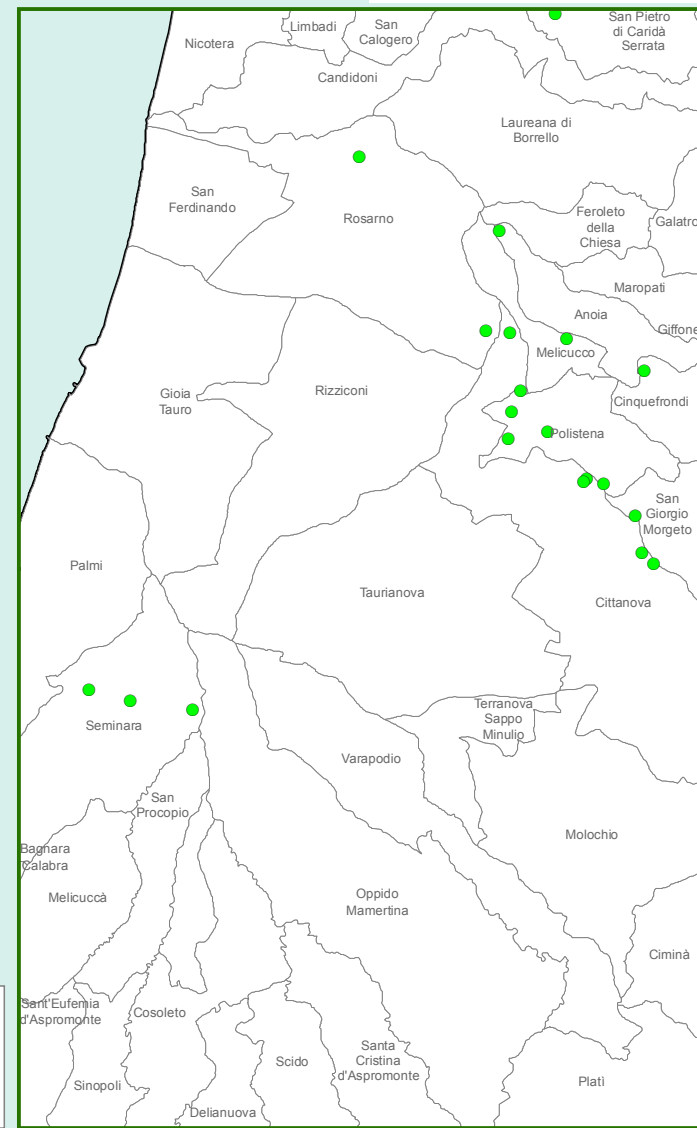 Limbadi
San
Calogero
San Pietro
di Caridà
Serrata
Nicotera
Candidoni
Laureana di
Borrello
San
Ferdinando
Rosarno
Feroleto
della
Chiesa
Galatro
Maropati
Anoia
Giffone
Melicucco
Gioia
Tauro
Rizziconi
Cinquefrondi
Polistena
San
Giorgio
Morgeto
Palmi
Taurianova
Cittanova
Seminara
Terranova
Sappo
Minulio
Varapodio
San
Procopio
Molochio
Bagnara
Calabra
Melicuccà
Oppido
Mamertina
Ciminà
Sant'Eufemia
d'Aspromonte
Cosoleto
Sinopoli
Scido
Santa
Cristina
d'Aspromonte
Platì
Delianuova